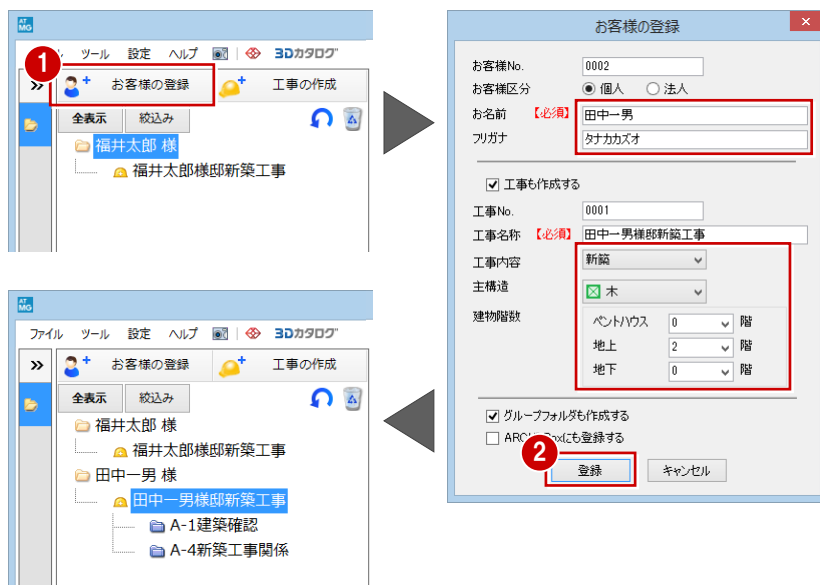 AT
MG
ル ツール 設定 ヘルプ 3Dカタログ
1
» お客様の登録 工事の作成
全表示 絞込み
福井太郎 様
福井太郎様邸新築工事
お客様の登録
×
お客様No. 0002
お客様区分 個人 法人
お名前 【必須】 田中一男
フリガナ タナカカズオ
工事も作成する
工事No. 0001
工事名称 【必須】 田中一男様邸新築工事
工事内容 新築
主構造 木
建物階数 ペントハウス 0 階
地上 2 階
地下 0 階
グループフォルダも作成する
にも登録する
2
登録 キャンセル
AT
MG
ファイル ツール 設定 ヘルプ 3Dカタログ
» お客様の登録 工事の作成
全表示 絞込み
福井太郎 様
福井太郎様邸新築工事
田中一男 様
田中一男様邸新築工事
A-1建築確認
A-4新築工事関係